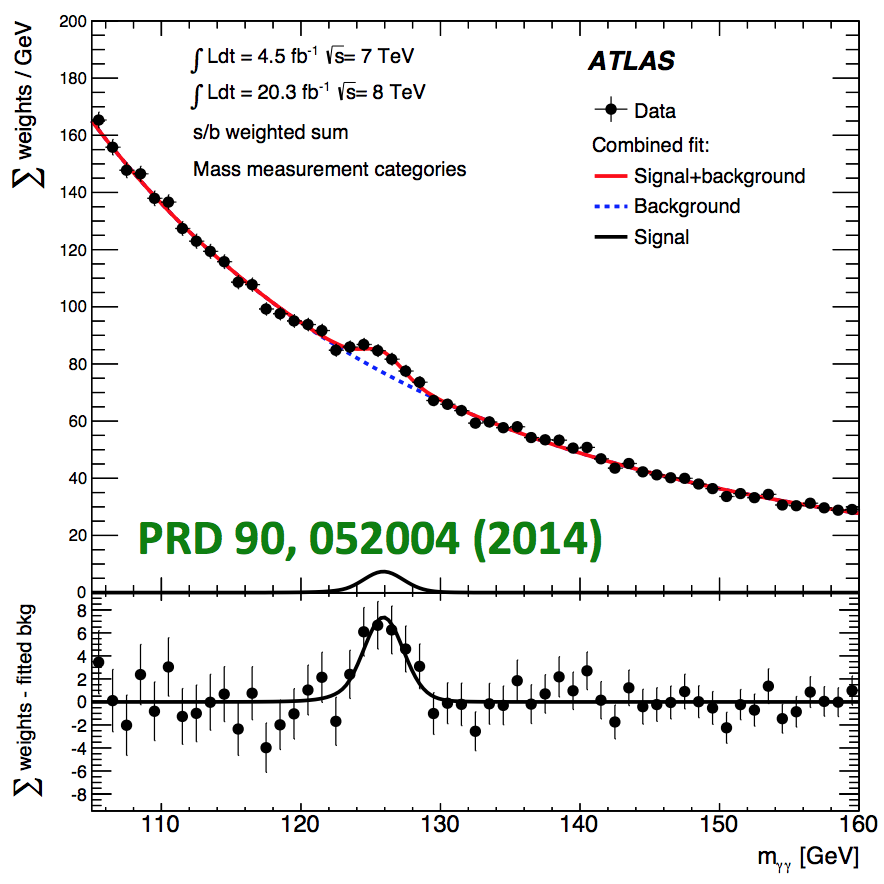 200
180
160
140
120
100
80
60
40
20
0
∑ weights / GeV
∫ Ldt = 4.5 fb⁻¹ √s= 7 TeV
∫ Ldt = 20.3 fb⁻¹ √s= 8 TeV
s/b weighted sum
Mass measurement categories
ATLAS
Data
Combined fit:
Signal+background
Background
Signal
PRD 90, 052004 (2014)
8
6
4
2
0
-2
-4
-6
-8
∑ weights - fitted bkg
110 120 130 140 150 160
mγγ [GeV]